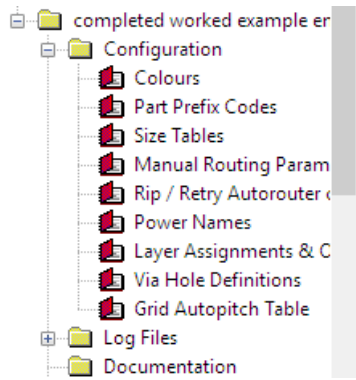 completed worked example er
Configuration
Colours
Part Prefix Codes
Size Tables
Manual Routing Param
Rip / Retry Autorouter
Power Names
Layer Assignments & O
Via Hole Definitions
Grid Autopitch Table
Log Files
Documentation